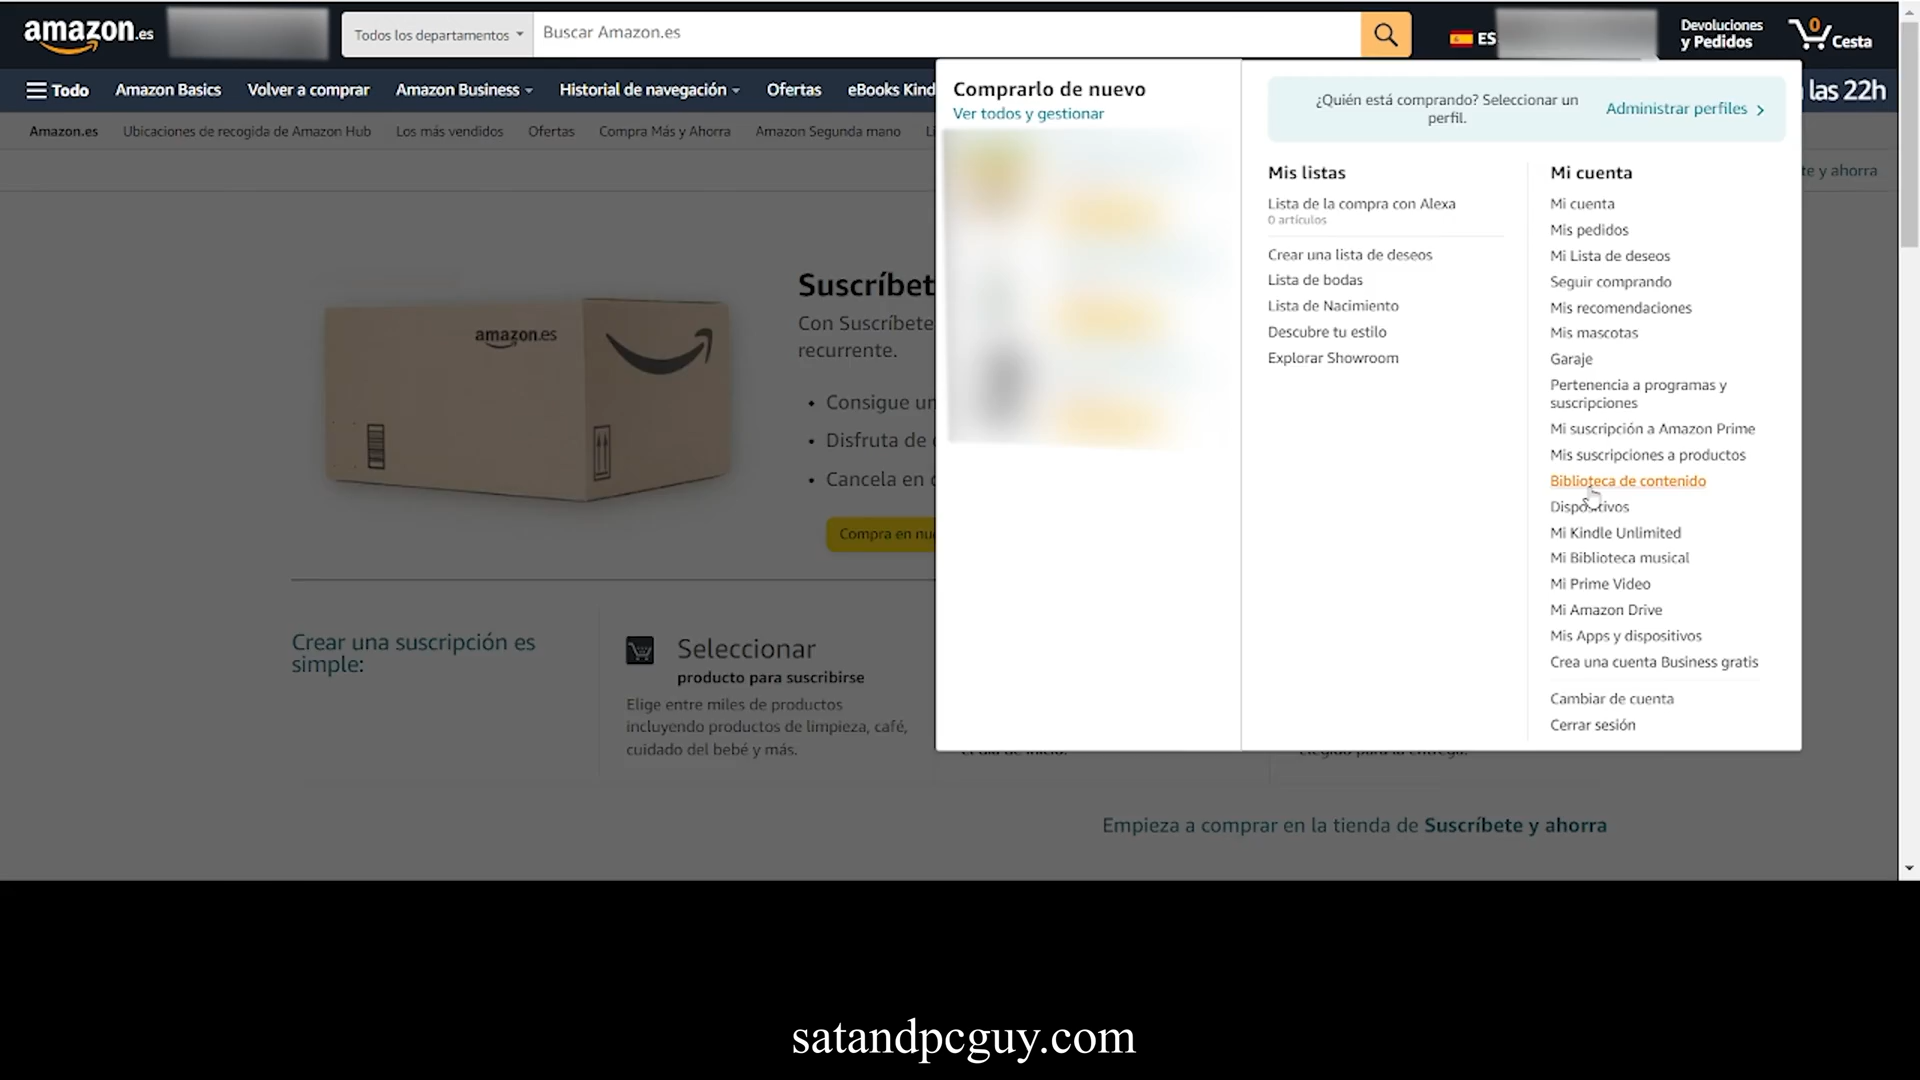 amazon.es
Todos los departamentos
Buscar Amazon.es
ES
Devoluciones
y Pedidos
0
Cesta
Todo
Amazon Basics
Volver a comprar
Amazon Business
Historial de navegación
Ofertas
eBooks Kind
las 22h
Amazon.es
Ubicaciones de recogida de Amazon Hub
Los más vendidos
Ofertas
Compra Más y Ahorra
Amazon Segunda mano
te y ahorra
Comprarlo de nuevo
Ver todos y gestionar
¿Quién está comprando? Seleccionar un
perfil.
Administrar perfiles
Mis listas
Lista de la compra con Alexa
0 artículos
Crear una lista de deseos
Lista de bodas
Lista de Nacimiento
Descubre tu estilo
Explorar Showroom
Mi cuenta
Mi cuenta
Mis pedidos
Mi Lista de deseos
Seguir comprando
Mis recomendaciones
Mis mascotas
Garaje
Pertenencia a programas y
suscripciones
Mi suscripción a Amazon Prime
Mis suscripciones a productos
Biblioteca de contenido
Dispositivos
Mi Kindle Unlimited
Mi Biblioteca musical
Mi Prime Video
Mi Amazon Drive
Mis Apps y dispositivos
Crea una cuenta Business gratis
Cambiar de cuenta
Cerrar sesión
amazon.es
Suscríbet
Con Suscríbete
recurrente.
• Consigue un
• Disfruta de
• Cancela en
Compra en nu
Crear una suscripción es
simple:
Seleccionar
producto para suscribirse
Elige entre miles de productos
incluyendo productos de limpieza, café,
cuidado del bebé y más.
Empieza a comprar en la tienda de Suscríbete y ahorra
satandpcguy.com